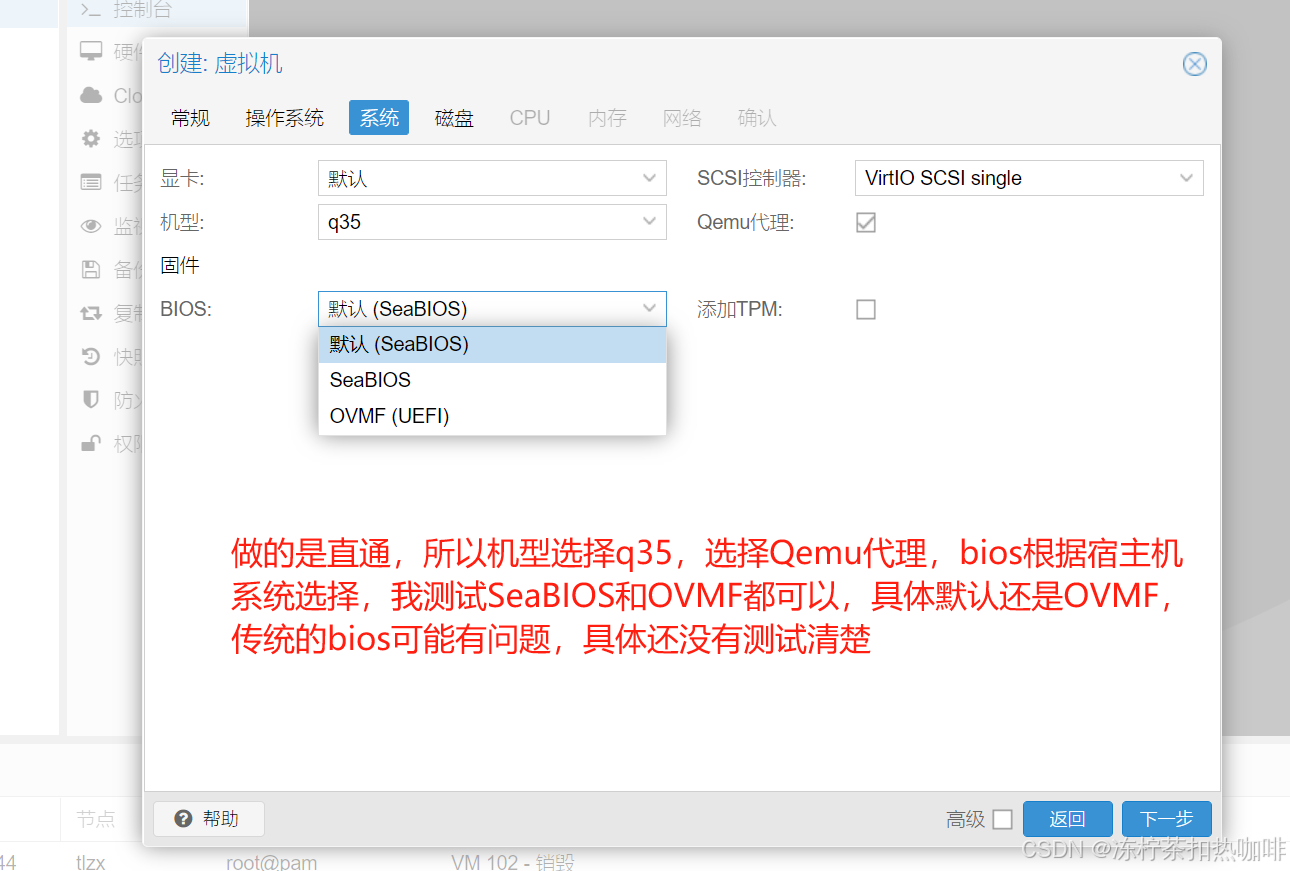 控制台
创建: 虚拟机
常规 操作系统 系统 磁盘 CPU 内存 网络 确认
显卡: 默认 SCSI控制器: VirtIO SCSI single
机型: q35 Qemu代理:
固件
BIOS: 默认 (SeaBIOS) 添加TPM:
默认 (SeaBIOS)
SeaBIOS
OVMF (UEFI)
硬件
Clo
选项
任务
监视
备份
复制
快照
防火
权限
做的是直通，所以机型选择q35，选择Qemu代理，bios根据宿主机
系统选择，我测试SeaBIOS和OVMF都可以，具体默认还是OVMF，
传统的bios可能有问题，具体还没有测试清楚
帮助 高级 返回 下一步
节点
44 tlzx root@pam VM 102 - 销毁
CSDN @冻柠茶扣热咖啡